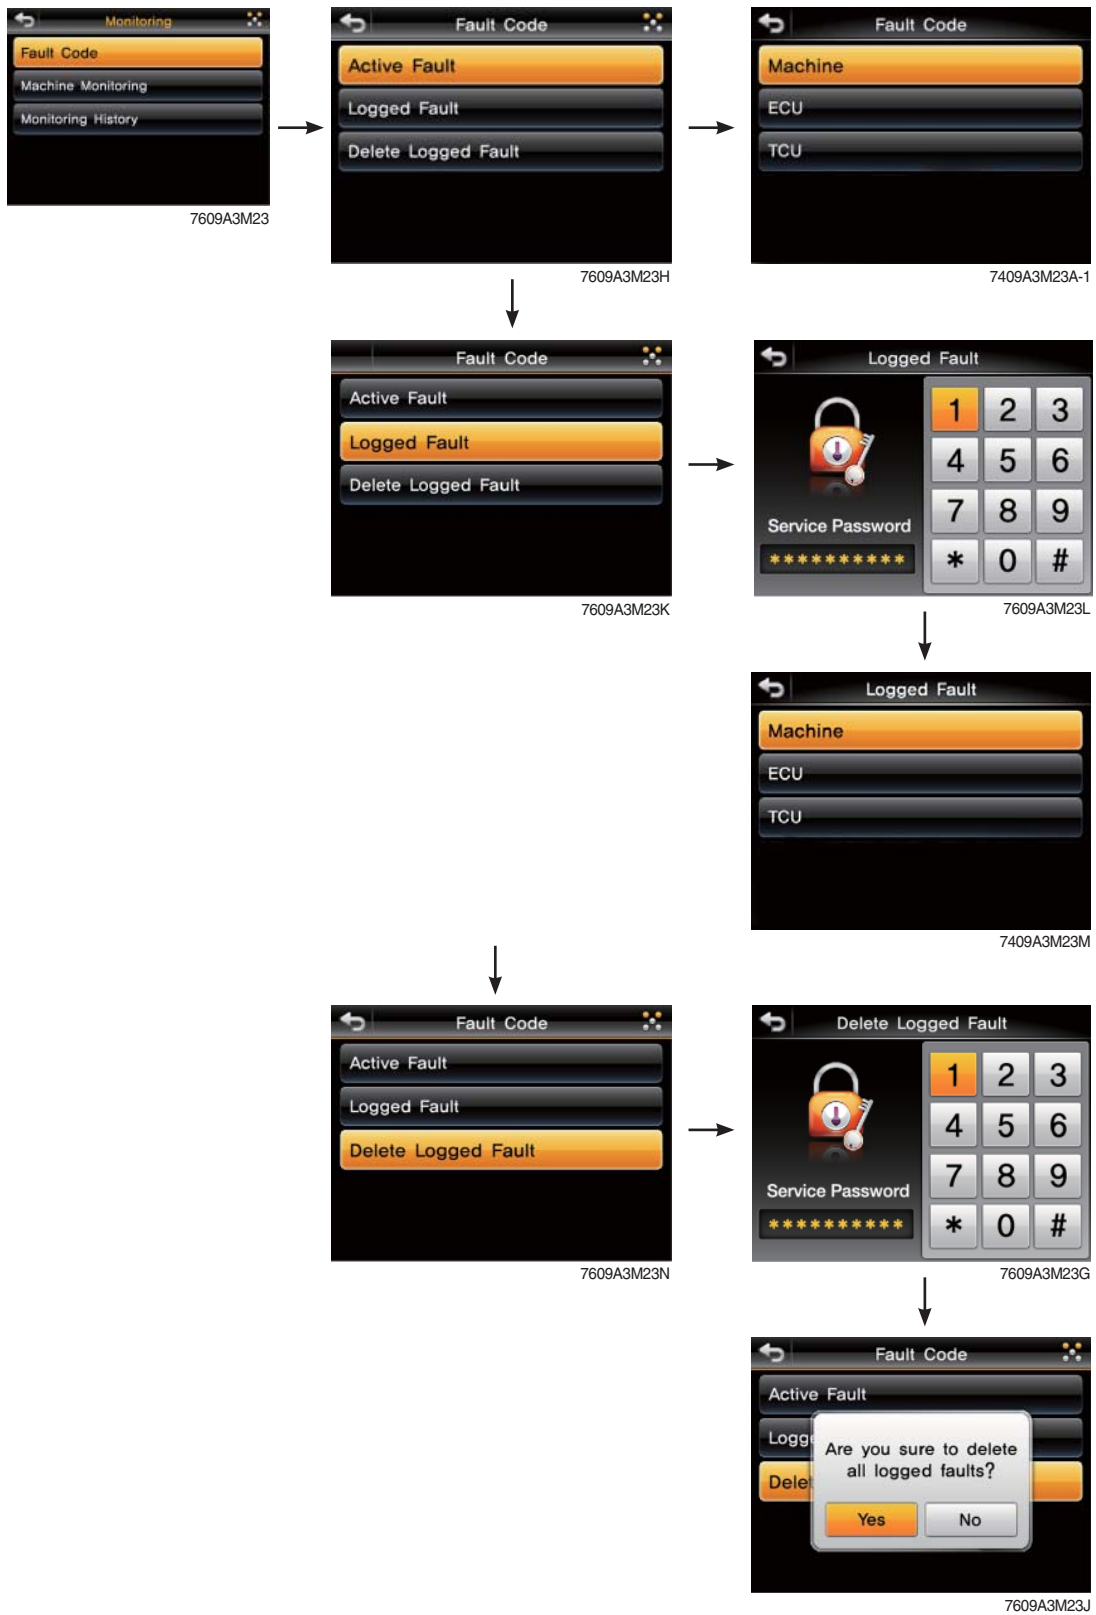 Monitoring
Fault Code
Machine Monitoring
Monitoring History
7609A3M23
Fault Code
Active Fault
Logged Fault
Delete Logged Fault
7609A3M23H
Fault Code
Machine
ECU
TCU
7409A3M23A-1
Fault Code
Active Fault
Logged Fault
Delete Logged Fault
7609A3M23K
Logged Fault
1 2 3
4 5 6
7 8 9
* 0 #
Service Password
**********
7609A3M23L
Logged Fault
Machine
ECU
TCU
7409A3M23M
Fault Code
Active Fault
Logged Fault
Delete Logged Fault
7609A3M23N
Delete Logged Fault
1 2 3
4 5 6
7 8 9
* 0 #
Service Password
**********
7609A3M23G
Fault Code
Active Fault
Logge
Delet
Are you sure to delete
all logged faults?
Yes No
7609A3M23J